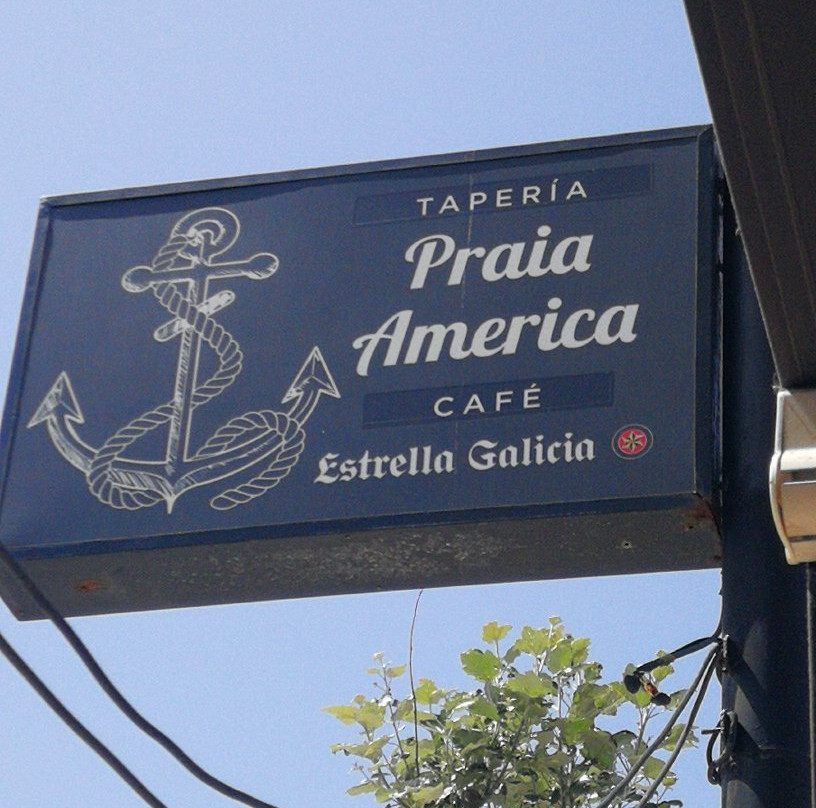 TAPERÍA
Praia
America
CAFÉ
Estrella Galicia